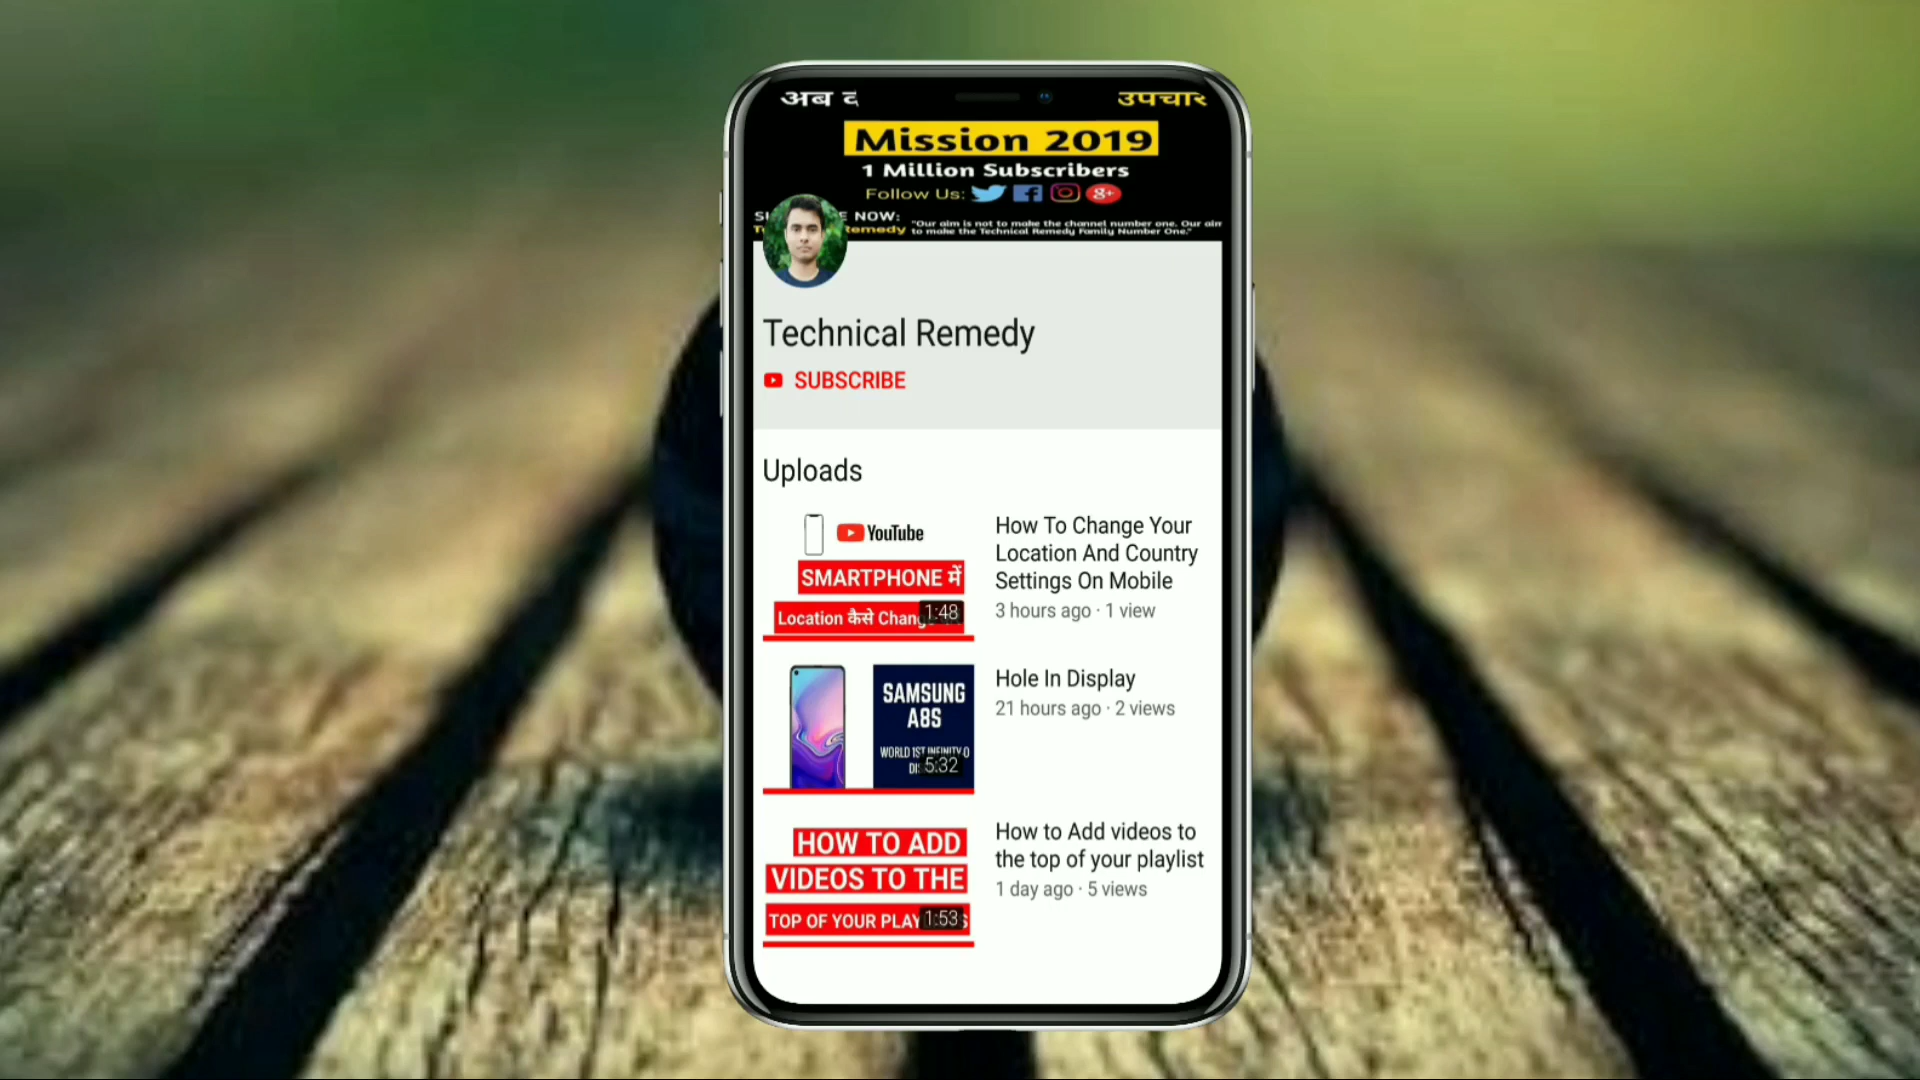 अब द उपचार
Mission 2019
1 Million Subscribers
Follow Us:
NOW:
"Our aim is not to make the channel number one. Our aim
emedy to make the Technical Remedy Family Number One."
Technical Remedy
SUBSCRIBE
Uploads
YouTube
SMARTPHONE में
Location कैसे Chang 1:48
How To Change Your
Location And Country
Settings On Mobile
3 hours ago · 1 view
SAMSUNG
A8S
WORLD 1ST INFINITY O
5:32
Hole In Display
21 hours ago · 2 views
HOW TO ADD
VIDEOS TO THE
TOP OF YOUR PLAY 1:53 S
How to Add videos to
the top of your playlist
1 day ago · 5 views